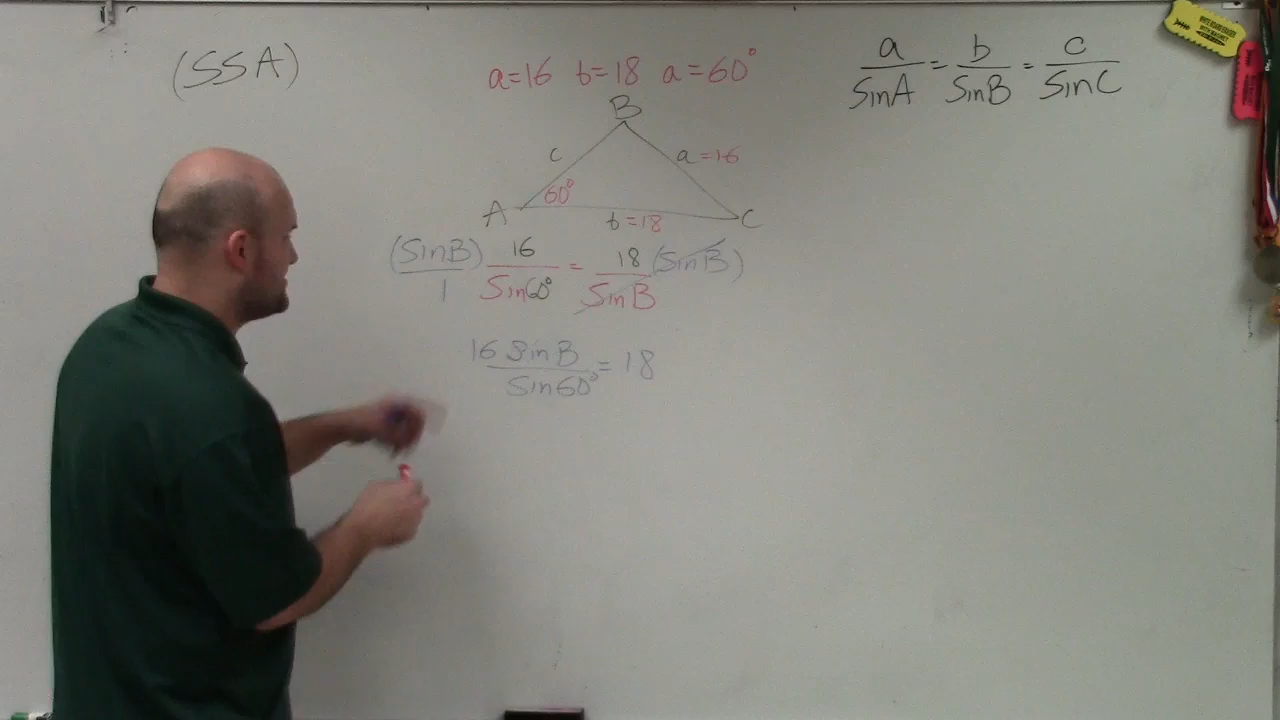 (SSA)
a=16 b=18 a=60°
a/SinA = b/SinB = c/SinC
B
c
a=16
60°
A
b=18
C
(SinB)/1 16/Sin60° = 18/SinB (SinB)
16 SinB/Sin60° = 18